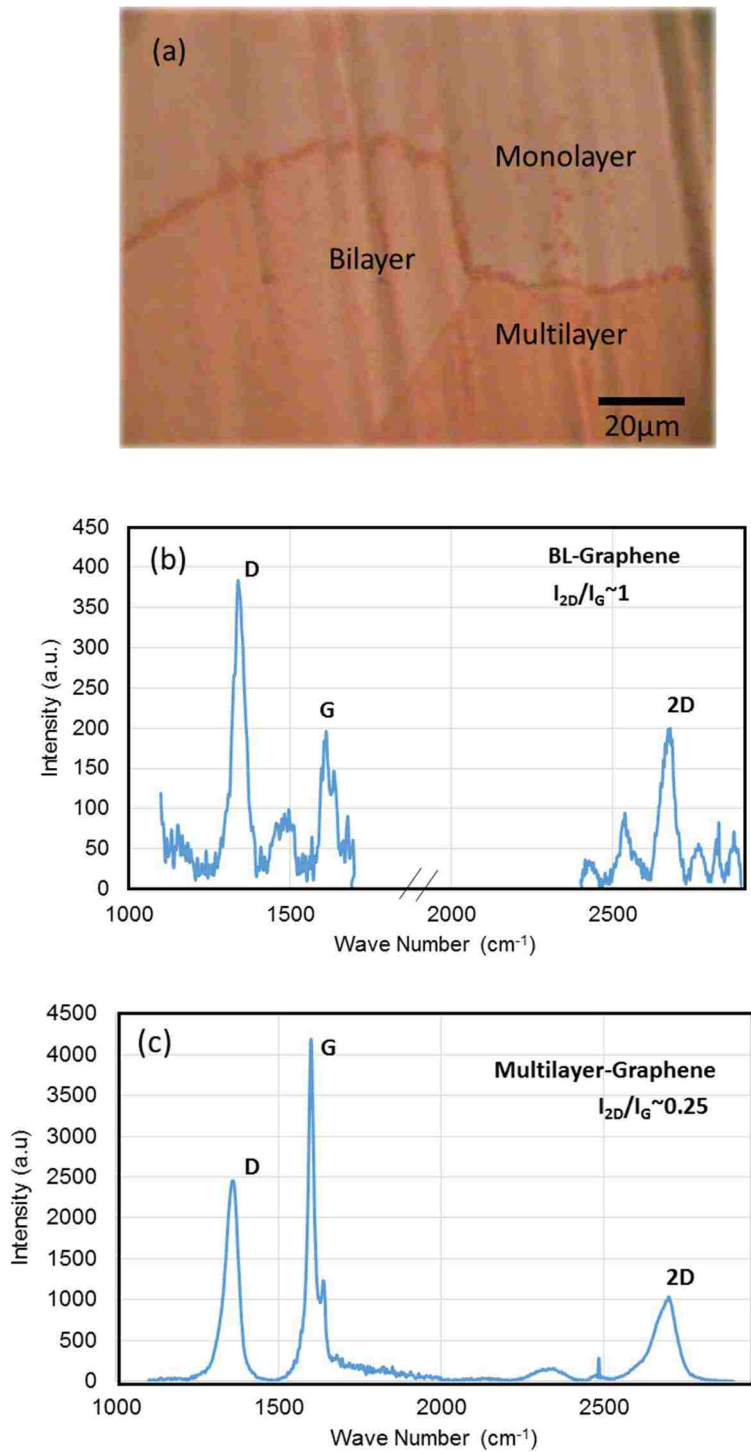 (a)
Monolayer
Bilayer
Multilayer
20µm
(b)
BL-Graphene
I2D/IG~1
D
G
2D
Intensity (a.u.)
450
400
350
300
250
200
150
100
50
0
1000 1500 2000 2500
Wave Number (cm-1)
(c)
Multilayer-Graphene
I2D/IG~0.25
D
G
2D
Intensity (a.u)
4500
4000
3500
3000
2500
2000
1500
1000
500
0
1000 1500 2000 2500
Wave Number (cm-1)